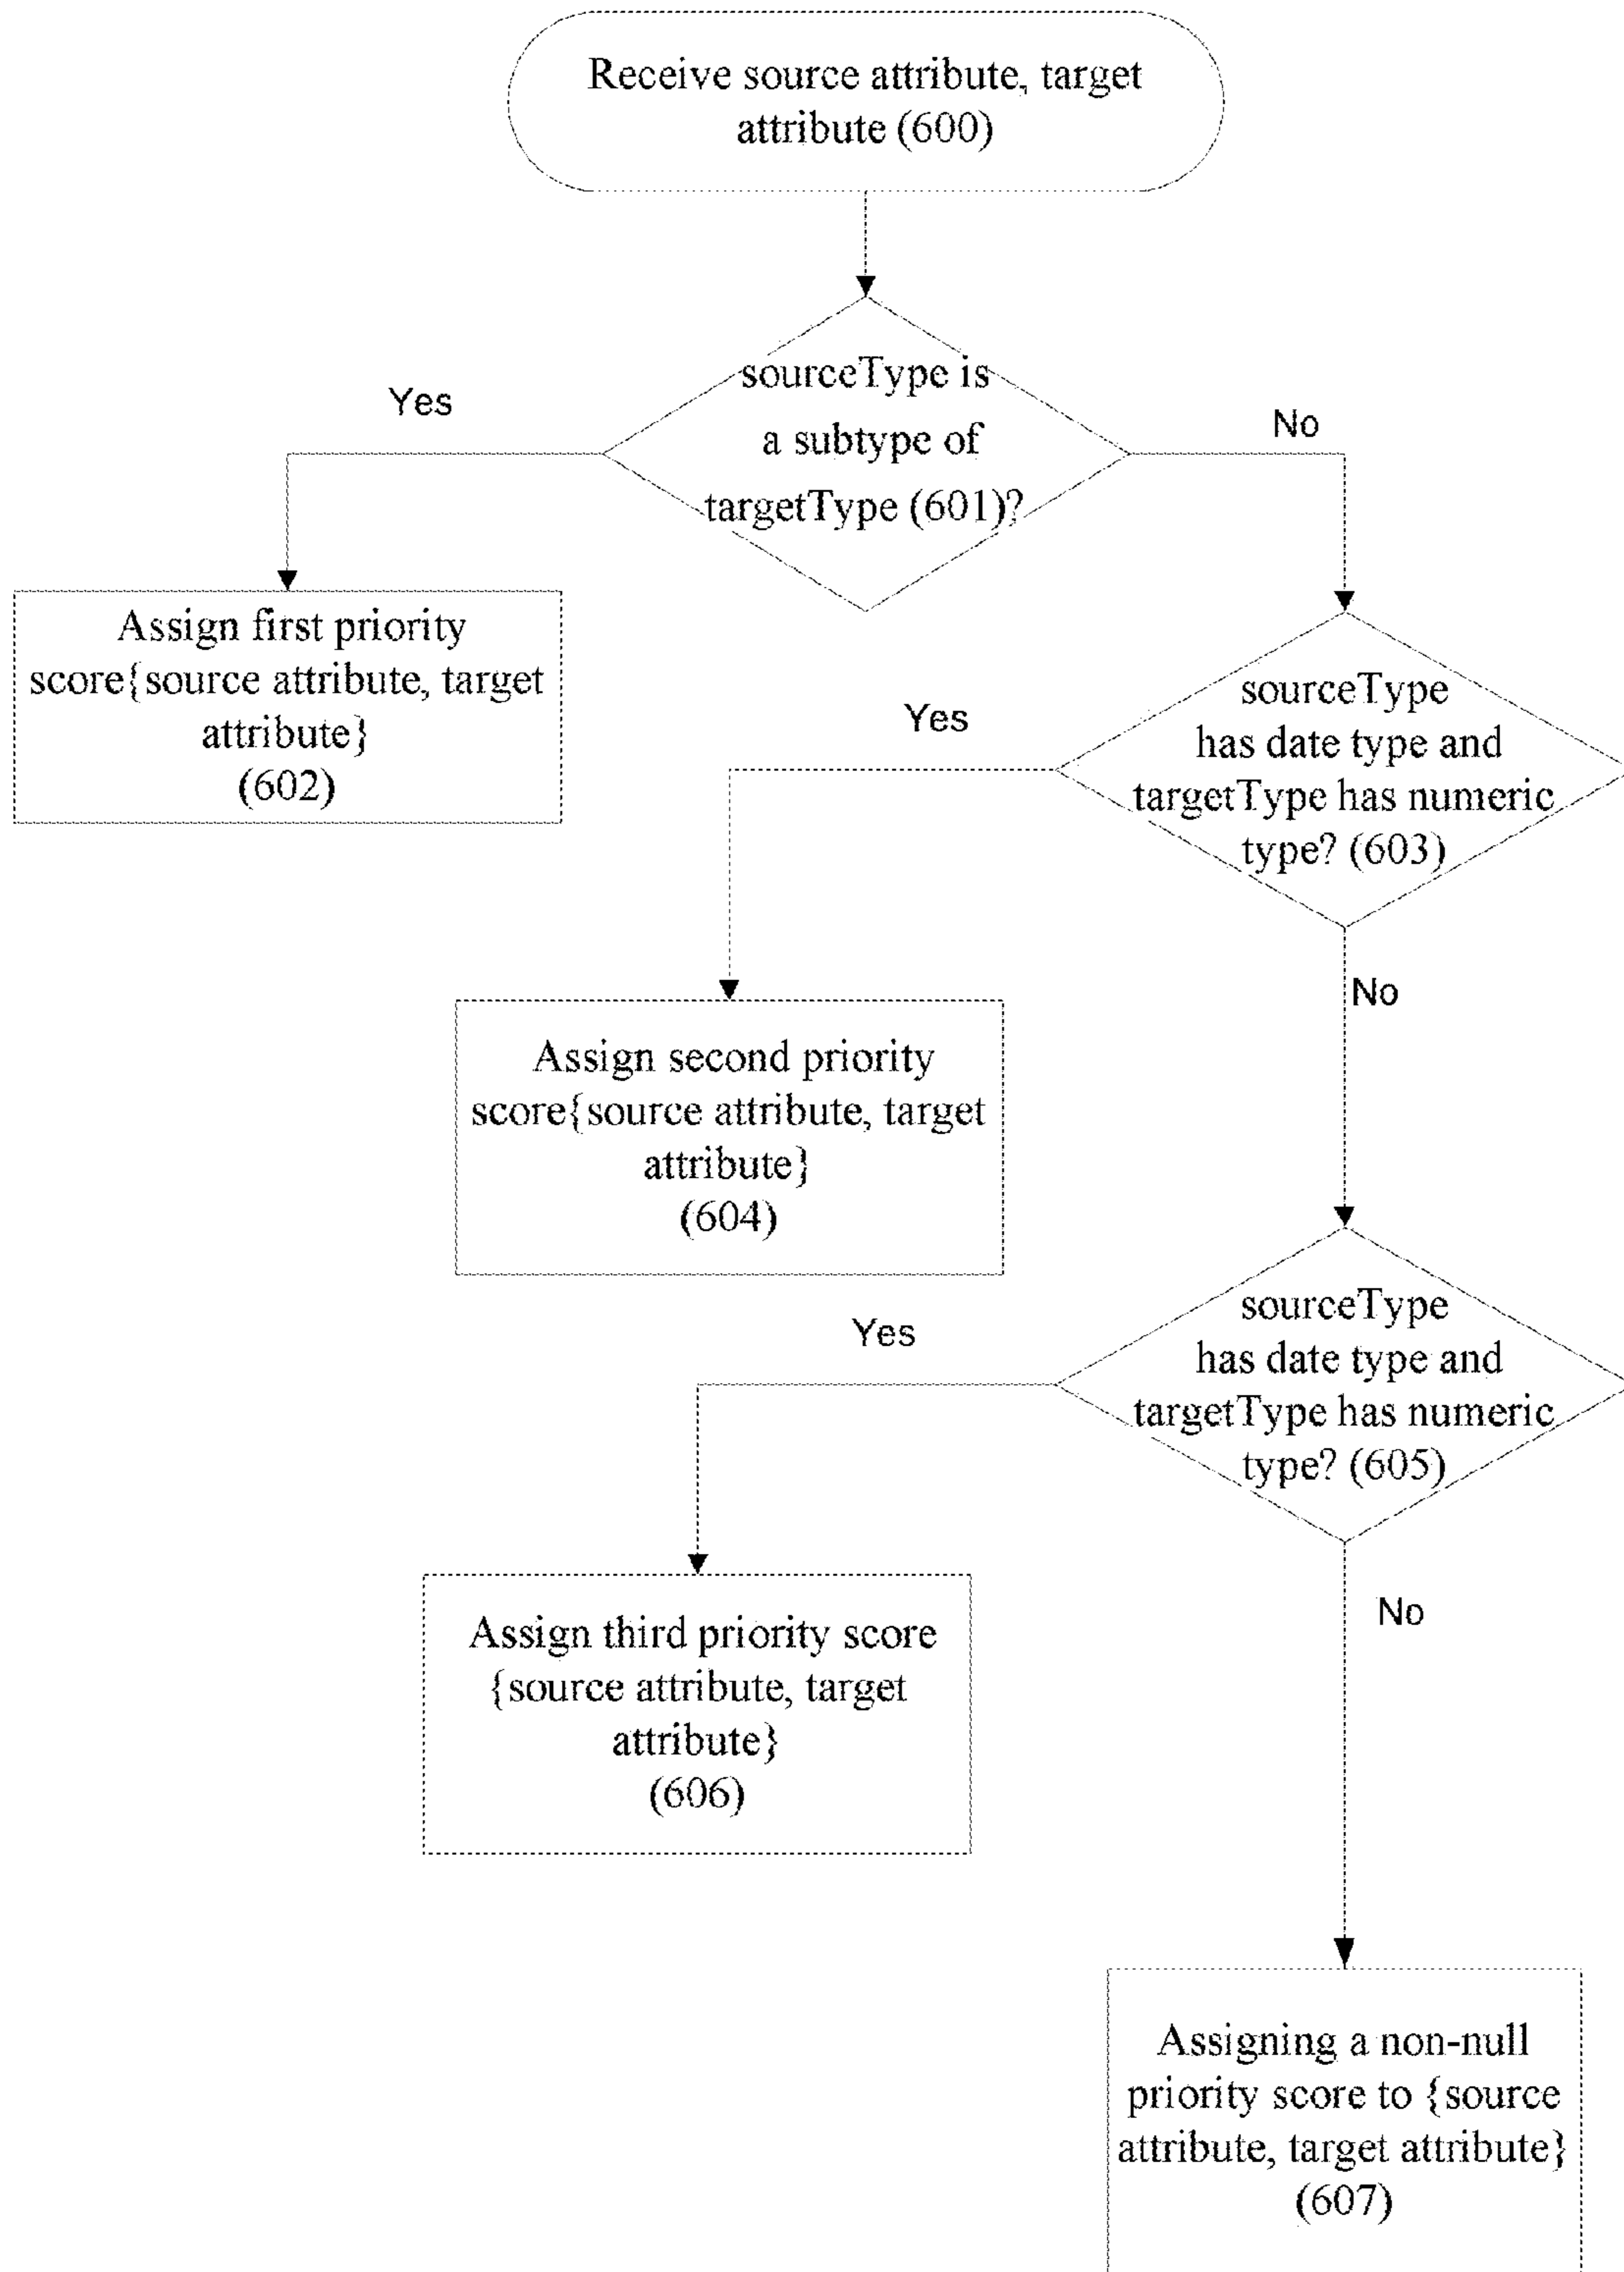 Receive source attribute, target
attribute (600)
sourceType is
a subtype of
targetType (601)?
Yes
No
Assign first priority
score{source attribute, target
attribute}
(602)
sourceType
has date type and
targetType has numeric
type? (603)
Yes
No
Assign second priority
score{source attribute, target
attribute}
(604)
sourceType
has date type and
targetType has numeric
type? (605)
Yes
No
Assign third priority score
{source attribute, target
attribute}
(606)
Assigning a non-null
priority score to {source
attribute, target attribute}
(607)